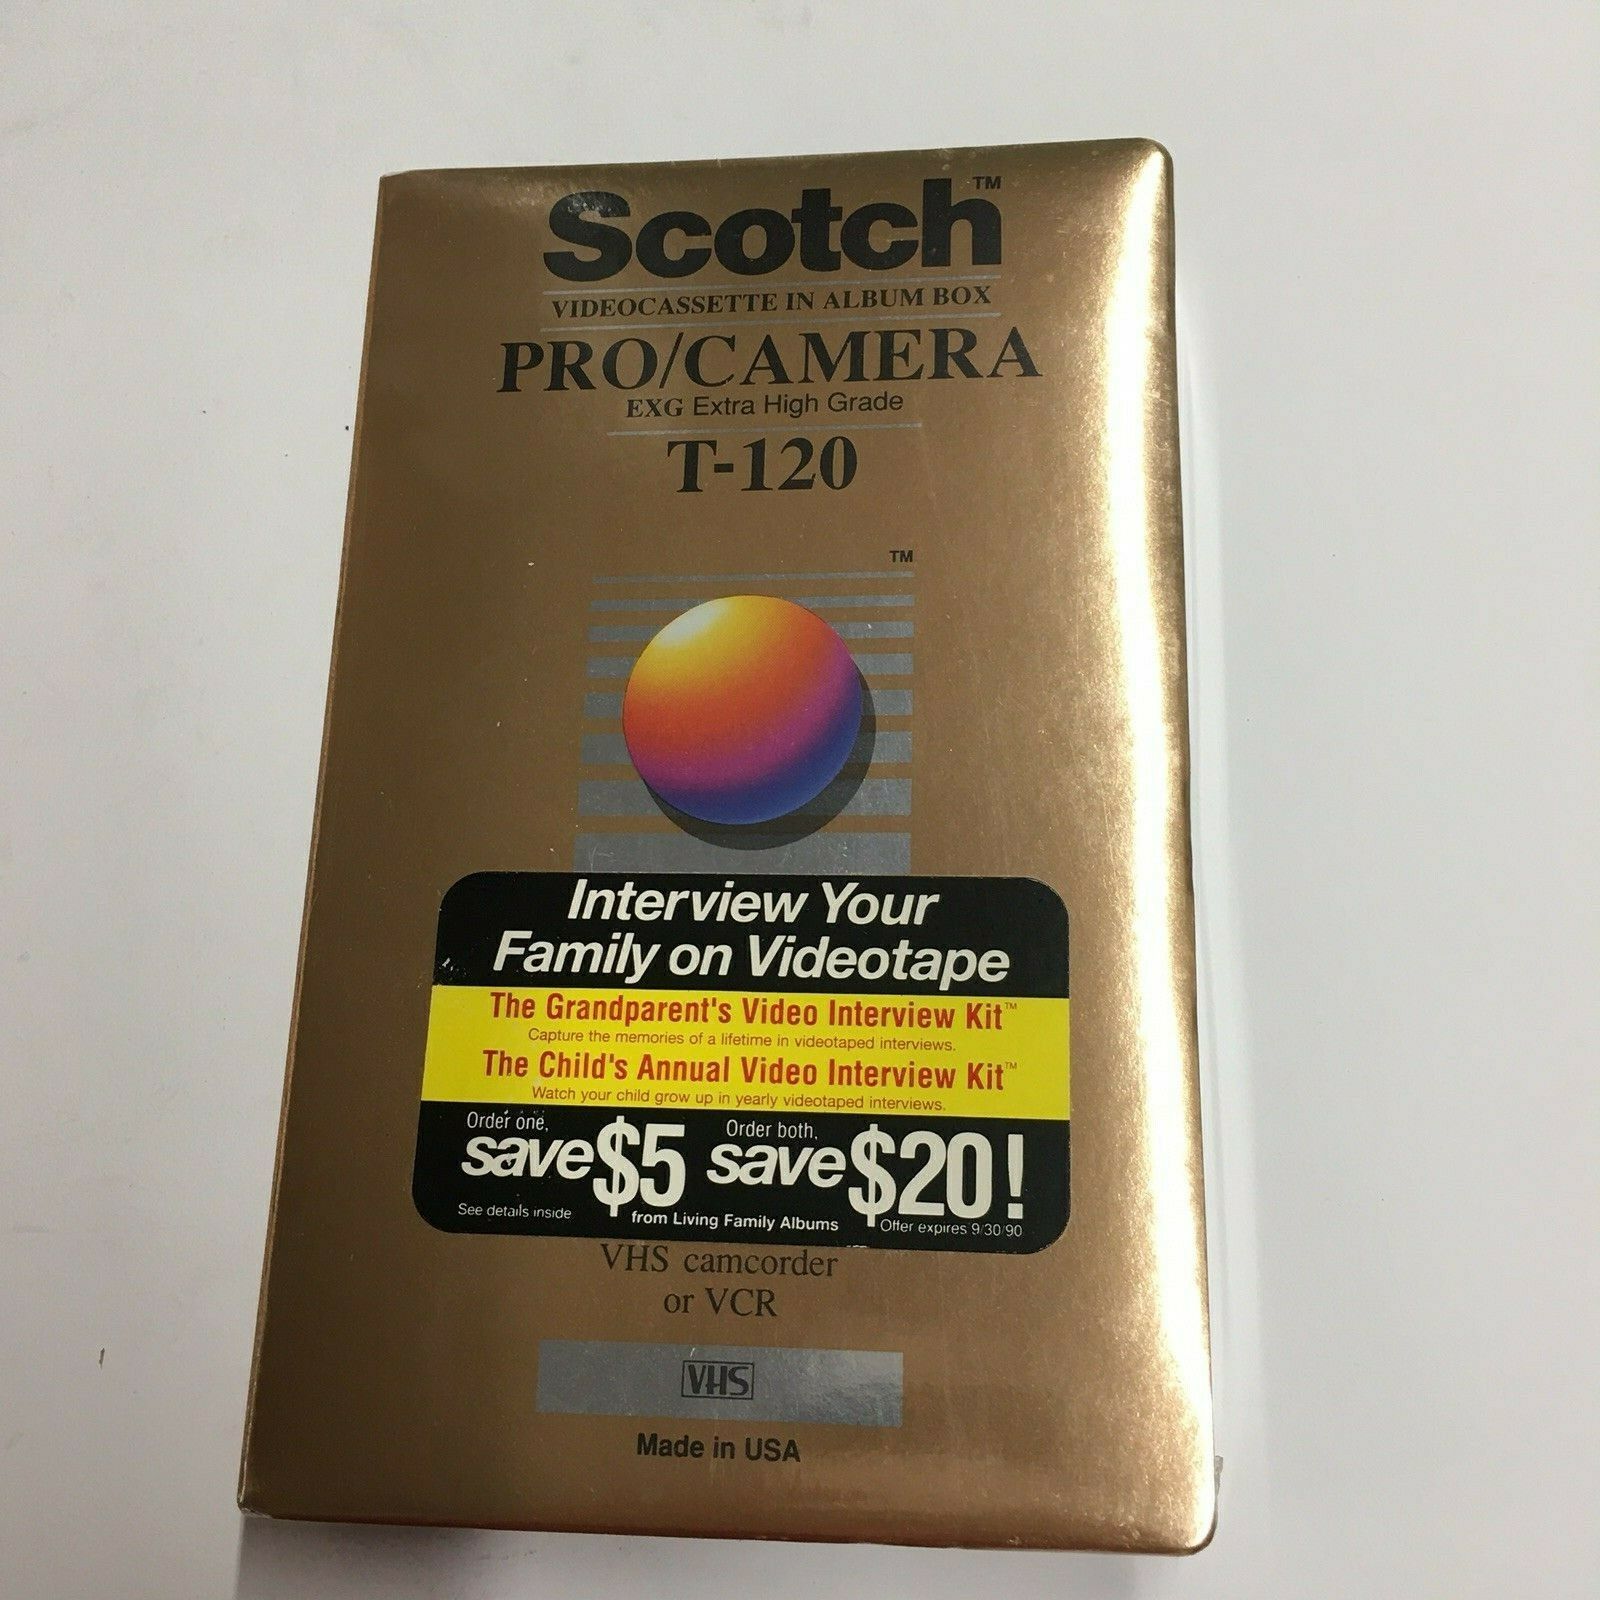 Scotch™
VIDEOCASSETTE IN ALBUM BOX
PRO/CAMERA
EXG Extra High Grade
T-120
TM
Interview Your
Family on Videotape
The Grandparent's Video Interview Kit™
Capture the memories of a lifetime in videotaped interviews.
The Child's Annual Video Interview Kit™
Watch your child grow up in yearly videotaped interviews.
Order one, save $5 Order both, save $20!
See details inside from Living Family Albums Offer expires 9/30/90
VHS camcorder
or VCR
VHS
Made in USA